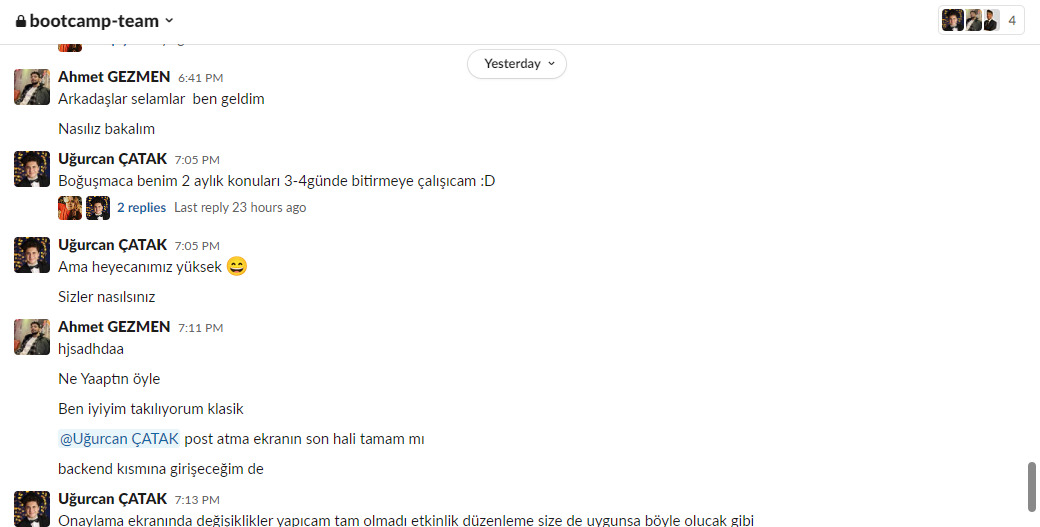 bootcamp-team
4
Yesterday
Ahmet GEZMEN 6:41 PM
Arkadaşlar selamlar ben geldim
Nasılız bakalım
Uğurcan ÇATAK 7:05 PM
Boğuşmaca benim 2 aylık konuları 3-4günde bitirmeye çalışıcam :D
2 replies Last reply 23 hours ago
Uğurcan ÇATAK 7:05 PM
Ama heyecanımız yüksek 😄
Sizler nasılsınız
Ahmet GEZMEN 7:11 PM
hjsadhdaa
Ne Yaaptın öyle
Ben iyiyim takılıyorum klasik
@Uğurcan ÇATAK post atma ekranın son hali tamam mı
backend kısmına girişeceğim de
Uğurcan ÇATAK 7:13 PM
Onaylama ekranında değişiklikler yapıcam tam olmadı etkinlik düzenleme size de uygunsa böyle olucak gibi